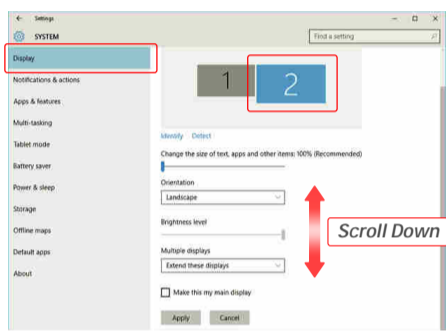 Settings
SYSTEM
Find a setting
Display
Notifications & actions
Apps & features
Multi-tasking
Tablet mode
Battery saver
Power & sleep
Storage
Offline maps
Default apps
About
1
2
Identify Detect
Change the size of text, apps and other items: 100% (Recommended)
Orientation
Landscape
Brightness level
Multiple displays
Extend these displays
Make this my main display
Apply Cancel
Scroll Down